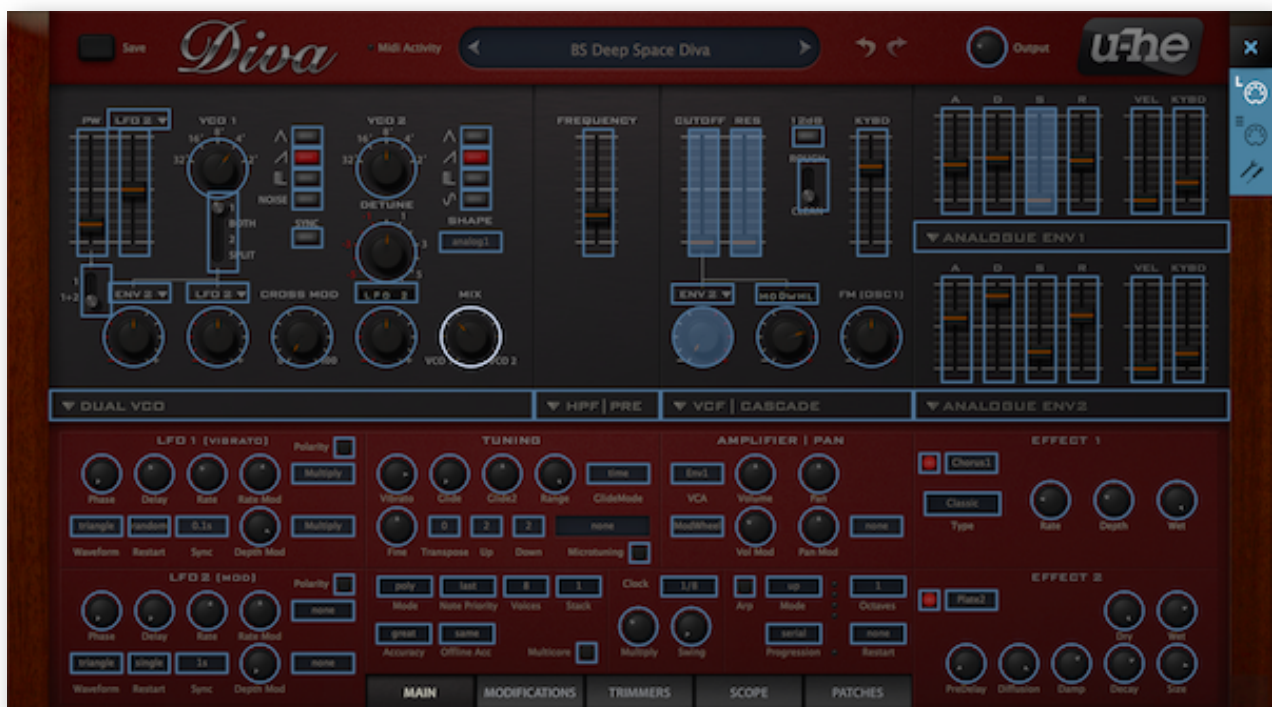 Save
Diva
Midi Activity
BS Deep Space Diva
Output
u-he
PW
LFO 2
VCO 1
VCO 2
FREQUENCY
CUTOFF RES
12dB
KYBD
A D S R VEL KYBD
16' 8' 4'
32' 2'
16' 8' 4'
32' 2'
NOISE
DETUNE
ROUGH
CLEAN
1
BOTH
2
SPLIT
SYNC
SHAPE
analog1
ANALOGUE ENV1
1
1+2
ENV 2
LFO 2
CROSS MOD
LFO 2
MIX
ENV 2
MODWHL
FM (OSC1)
A D S R VEL KYBD
DUAL VCO
HPF | PRE
VCF | CASCADE
ANALOGUE ENV2
LFO 1 (VIBRATO)
Polarity
Phase Delay Rate Rate Mod
Multiply
triangle random 0.1s Multiply
Waveform Restart Sync Depth Mod
TUNING
time
Vibrato Glide Glide2 Range GlideMode
0 2 2 none
Fine Transpose Up Down Microtuning
AMPLIFIER | PAN
Env1
VCA Volume Pan
ModWheel none
Vol Mod Pan Mod
EFFECT 1
Chorus1
Classic
Type Rate Depth Wet
LFO 2 (MOD)
Polarity
Phase Delay Rate Rate Mod
none
triangle single 1s none
Waveform Restart Sync Depth Mod
poly last 8 1 Clock 1/8 up 1
Mode Note Priority Voices Stack Arp Mode Octaves
great same serial none
Accuracy Offline Acc Multicore Multiply Swing Progression Restart
EFFECT 2
Plate2
Dry Wet
PreDelay Diffusion Damp Decay Size
MAIN MODIFICATIONS TRIMMERS SCOPE PATCHES